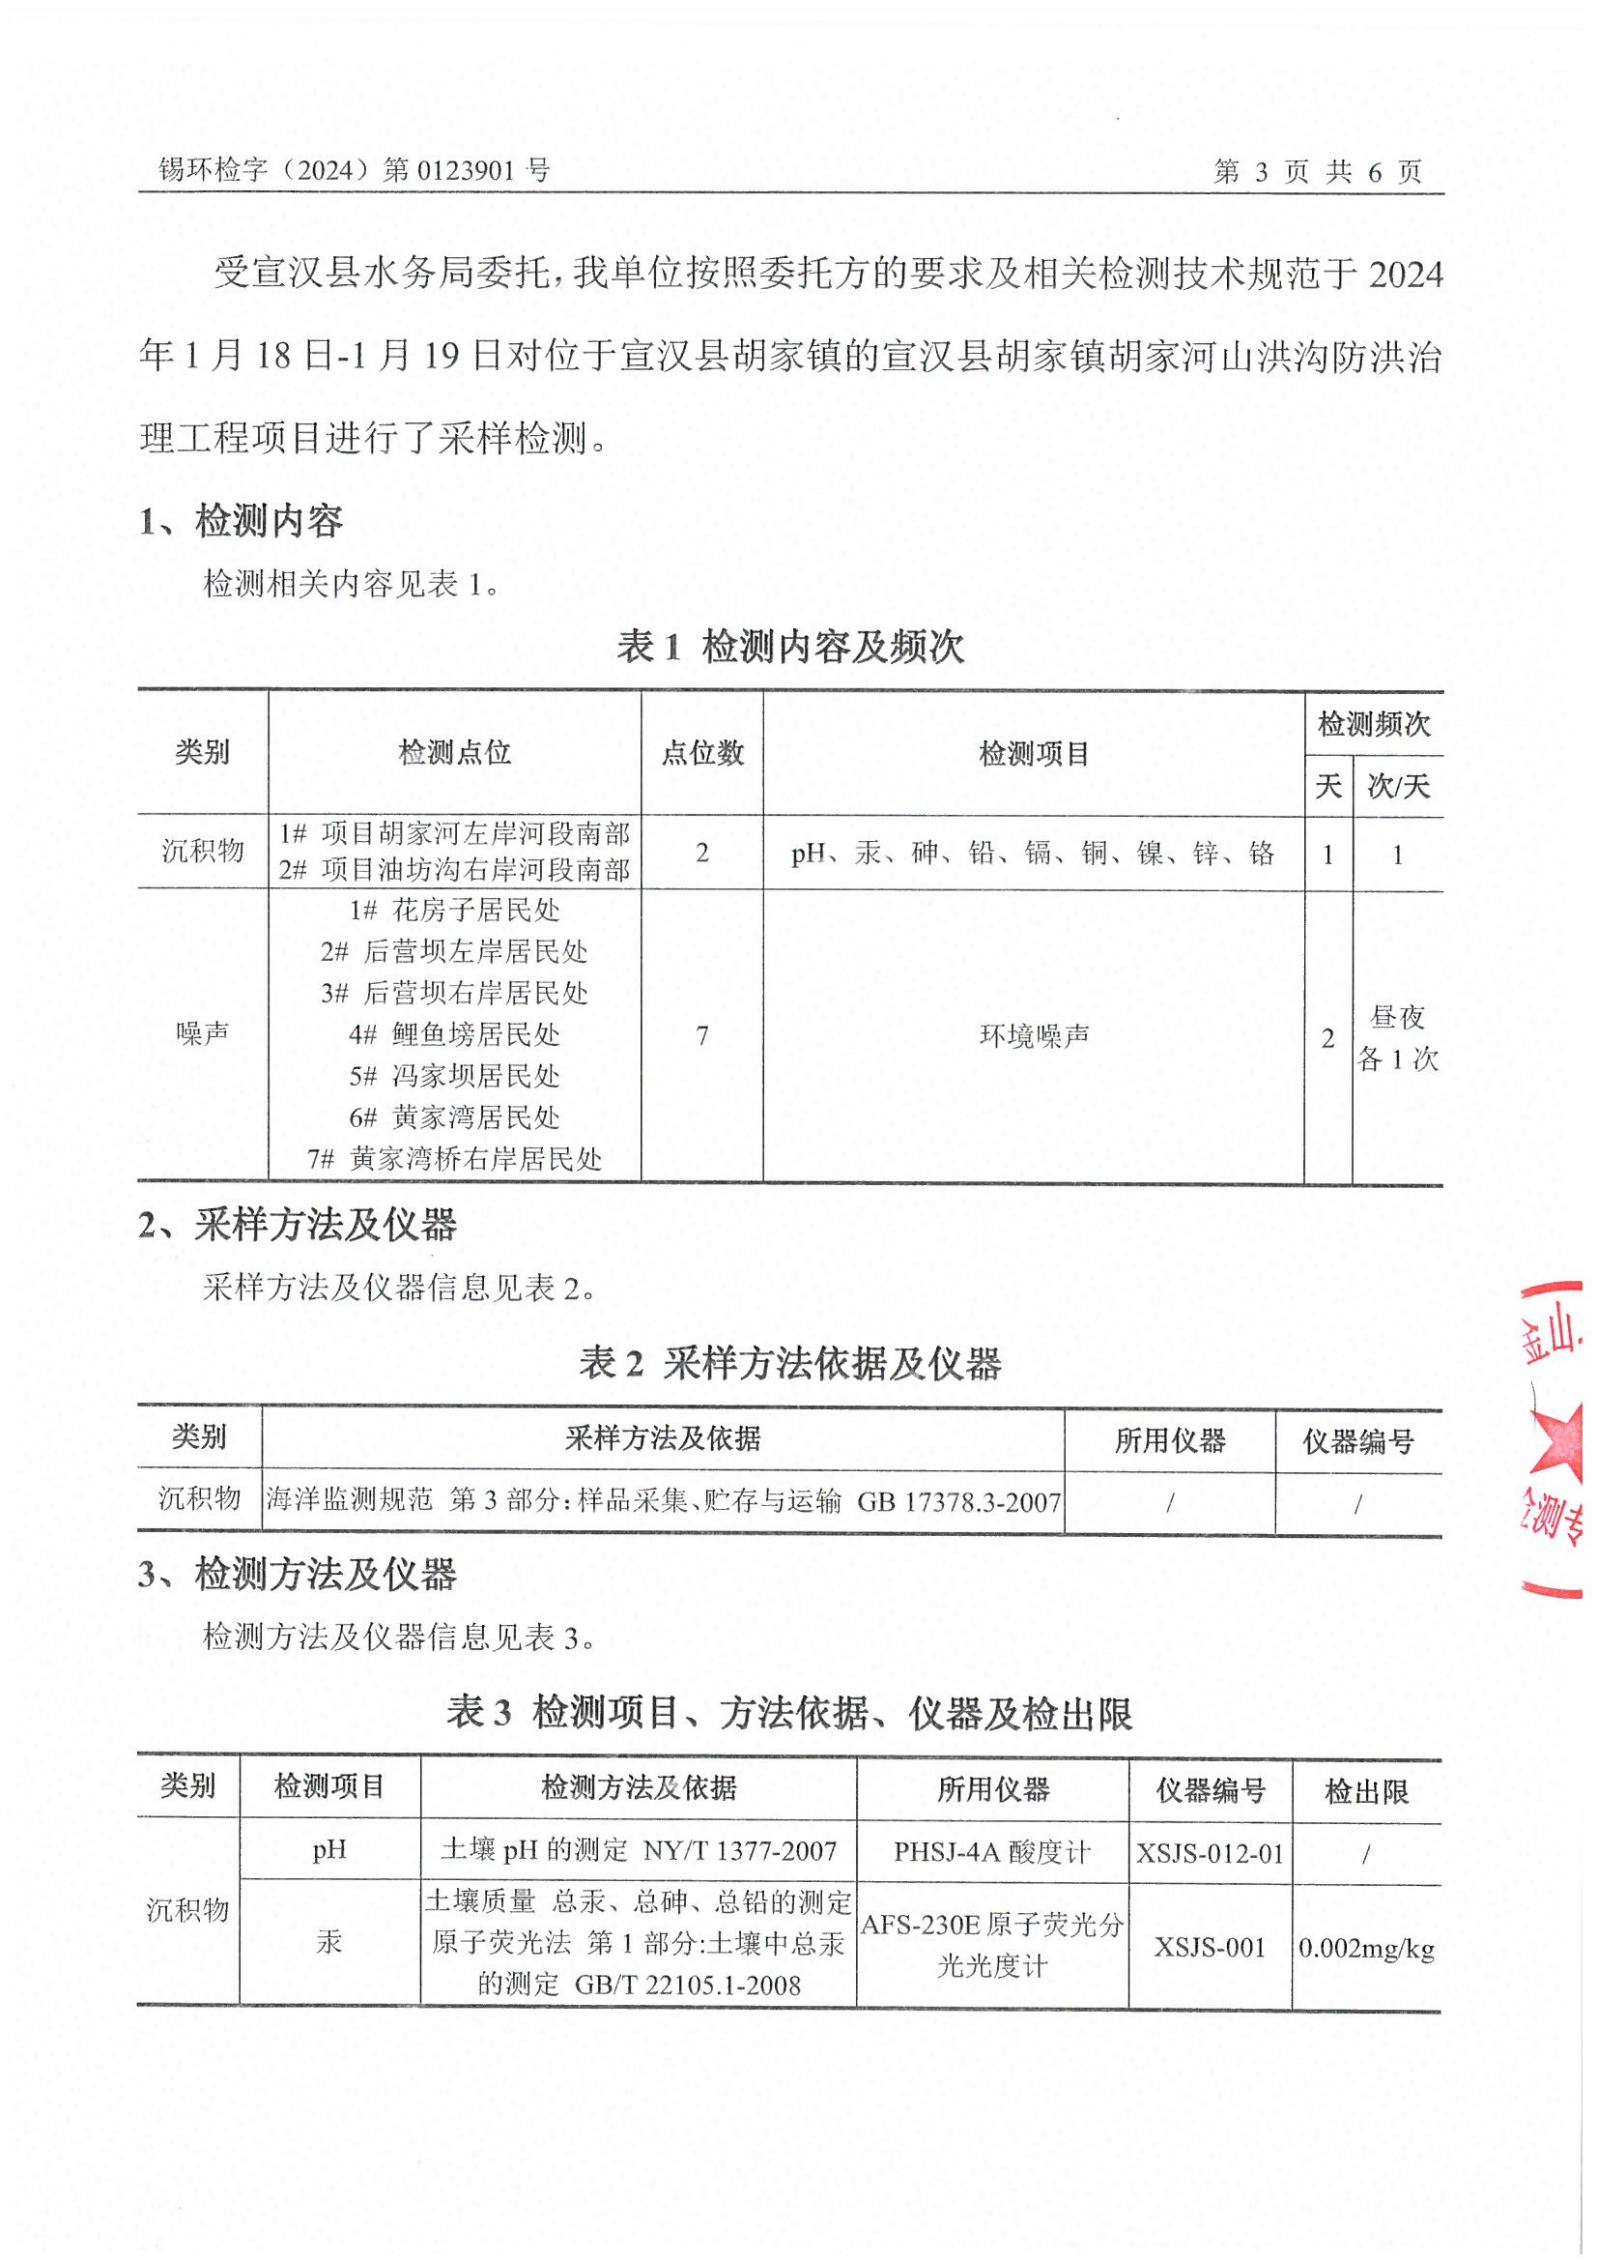 锡环检字（2024）第 0123901 号 第 3 页 共 6 页
受宣汉县水务局委托，我单位按照委托方的要求及相关检测技术规范于 2024
年 1 月 18 日-1 月 19 日对位于宣汉县胡家镇的宣汉县胡家镇胡家河山洪沟防洪治
理工程项目进行了采样检测。
1、检测内容
检测相关内容见表 1。
表 1 检测内容及频次
类别 检测点位 点位数 检测项目 检测频次
天 次/天
沉积物 1# 项目胡家河左岸河段南部 2 pH、汞、砷、铅、镉、铜、镍、锌、铬 1 1
2# 项目油坊沟右岸河段南部
噪声 1# 花房子居民处 7 环境噪声 2 昼夜
各 1 次
2# 后营坝左岸居民处
3# 后营坝右岸居民处
4# 鲤鱼塝居民处
5# 冯家坝居民处
6# 黄家湾居民处
7# 黄家湾桥右岸居民处
2、采样方法及仪器
采样方法及仪器信息见表 2。
表 2 采样方法依据及仪器
类别 采样方法及依据 所用仪器 仪器编号
沉积物 海洋监测规范 第 3 部分：样品采集、贮存与运输 GB 17378.3-2007 / /
3、检测方法及仪器
检测方法及仪器信息见表 3。
表 3 检测项目、方法依据、仪器及检出限
类别 检测项目 检测方法及依据 所用仪器 仪器编号 检出限
沉积物 pH 土壤 pH 的测定 NY/T 1377-2007 PHSJ-4A 酸度计 XSJS-012-01 /
汞 土壤质量 总汞、总砷、总铅的测定
原子荧光法 第 1 部分:土壤中总汞
的测定 GB/T 22105.1-2008
AFS-230E 原子荧光分
光光度计
XSJS-001 0.002mg/kg
测专